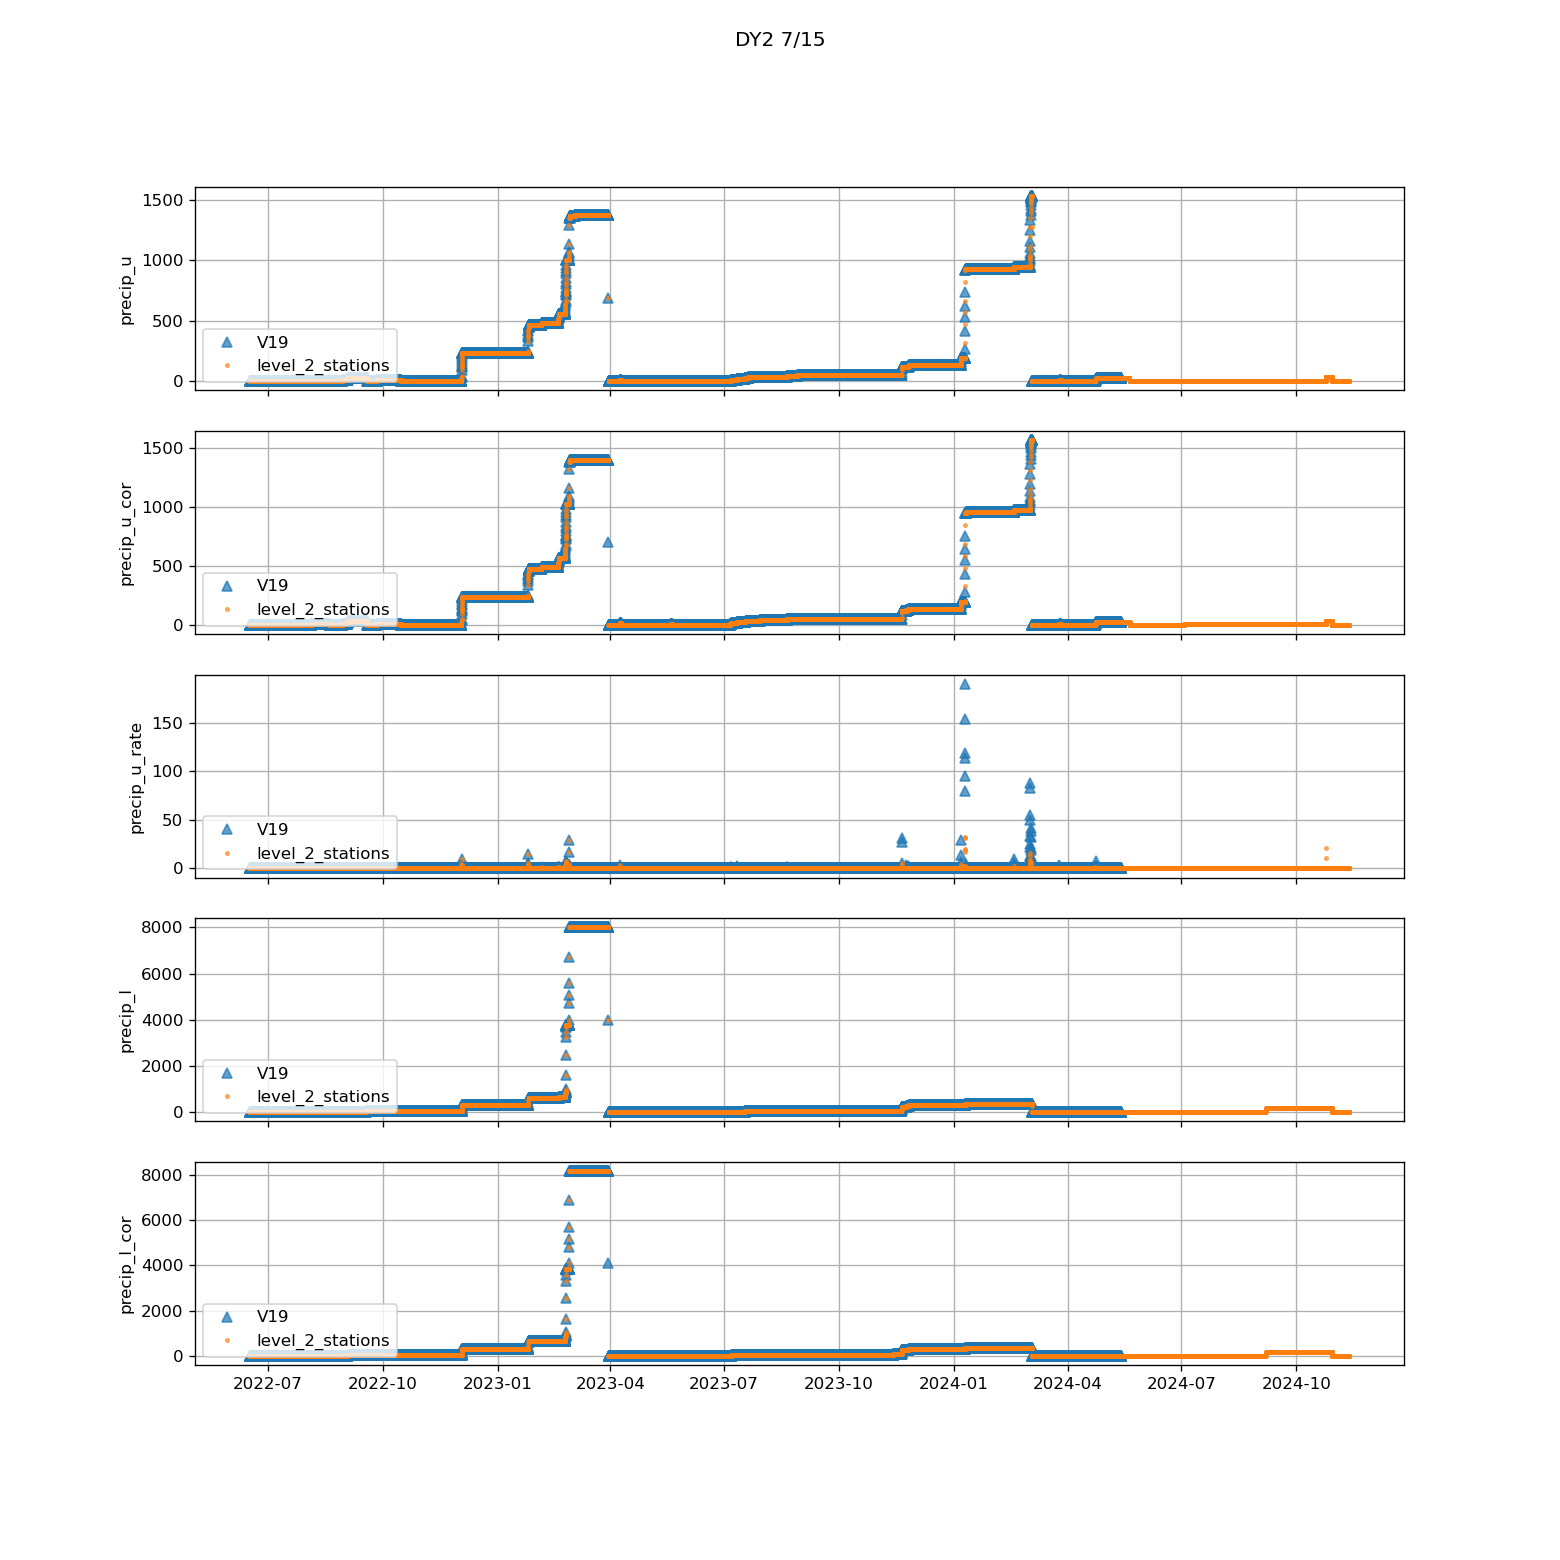 DY2 7/15
precip_u
1500
1000
500
0
V19
level_2_stations
precip_u_cor
1500
1000
500
0
V19
level_2_stations
precip_u_rate
150
100
50
0
V19
level_2_stations
precip_l
8000
6000
4000
2000
0
V19
level_2_stations
precip_l_cor
8000
6000
4000
2000
0
V19
level_2_stations
2022-07 2022-10 2023-01 2023-04 2023-07 2023-10 2024-01 2024-04 2024-07 2024-10